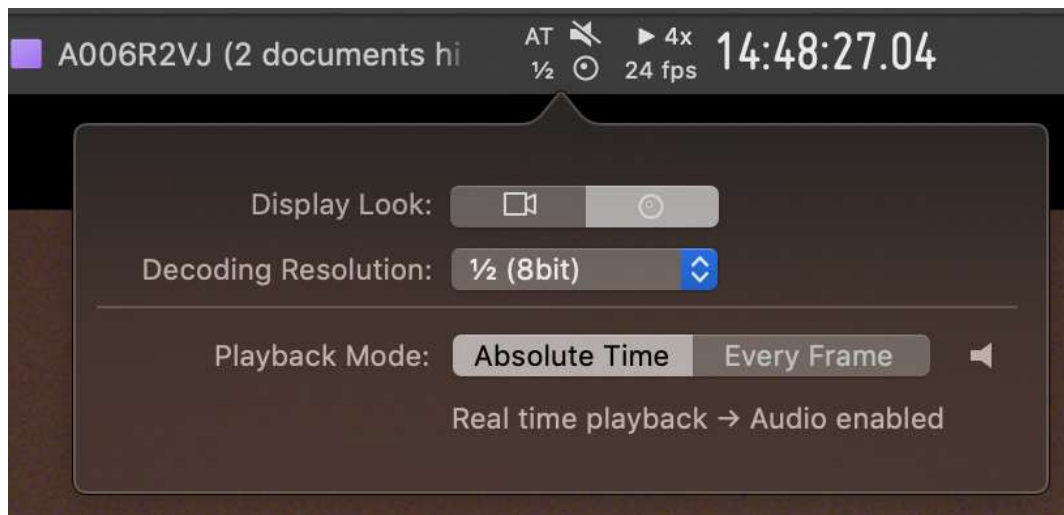 A006R2VJ (2 documents hi
AT ▶ 4x
½ 24 fps
14:48:27.04
Display Look:
Decoding Resolution: ½ (8bit)
Playback Mode: Absolute Time Every Frame
Real time playback → Audio enabled